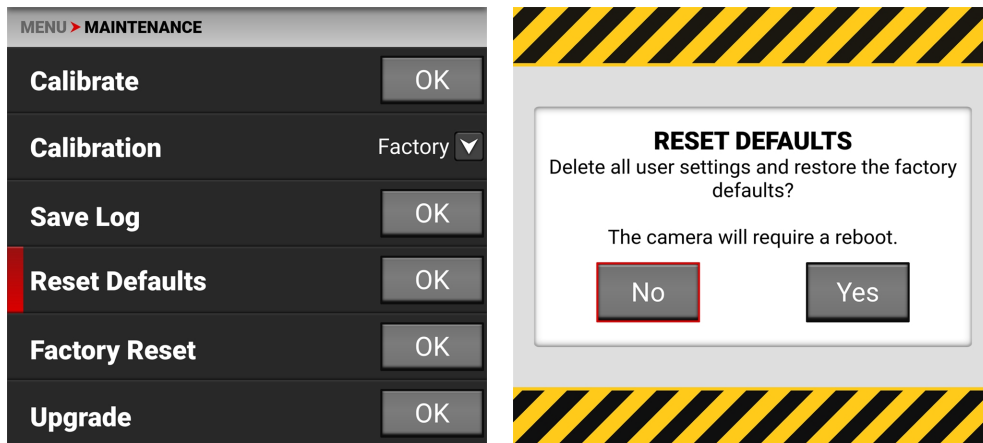 MENU ➤ MAINTENANCE
Calibrate OK
Calibration Factory
Save Log OK
Reset Defaults OK
Factory Reset OK
Upgrade OK
RESET DEFAULTS
Delete all user settings and restore the factory
defaults?
The camera will require a reboot.
No Yes